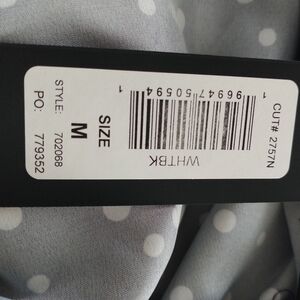 STYLE: 702068
PO: 779352
SIZE
M
1 96947 50594 1
WHTBK
CUT# 2757N